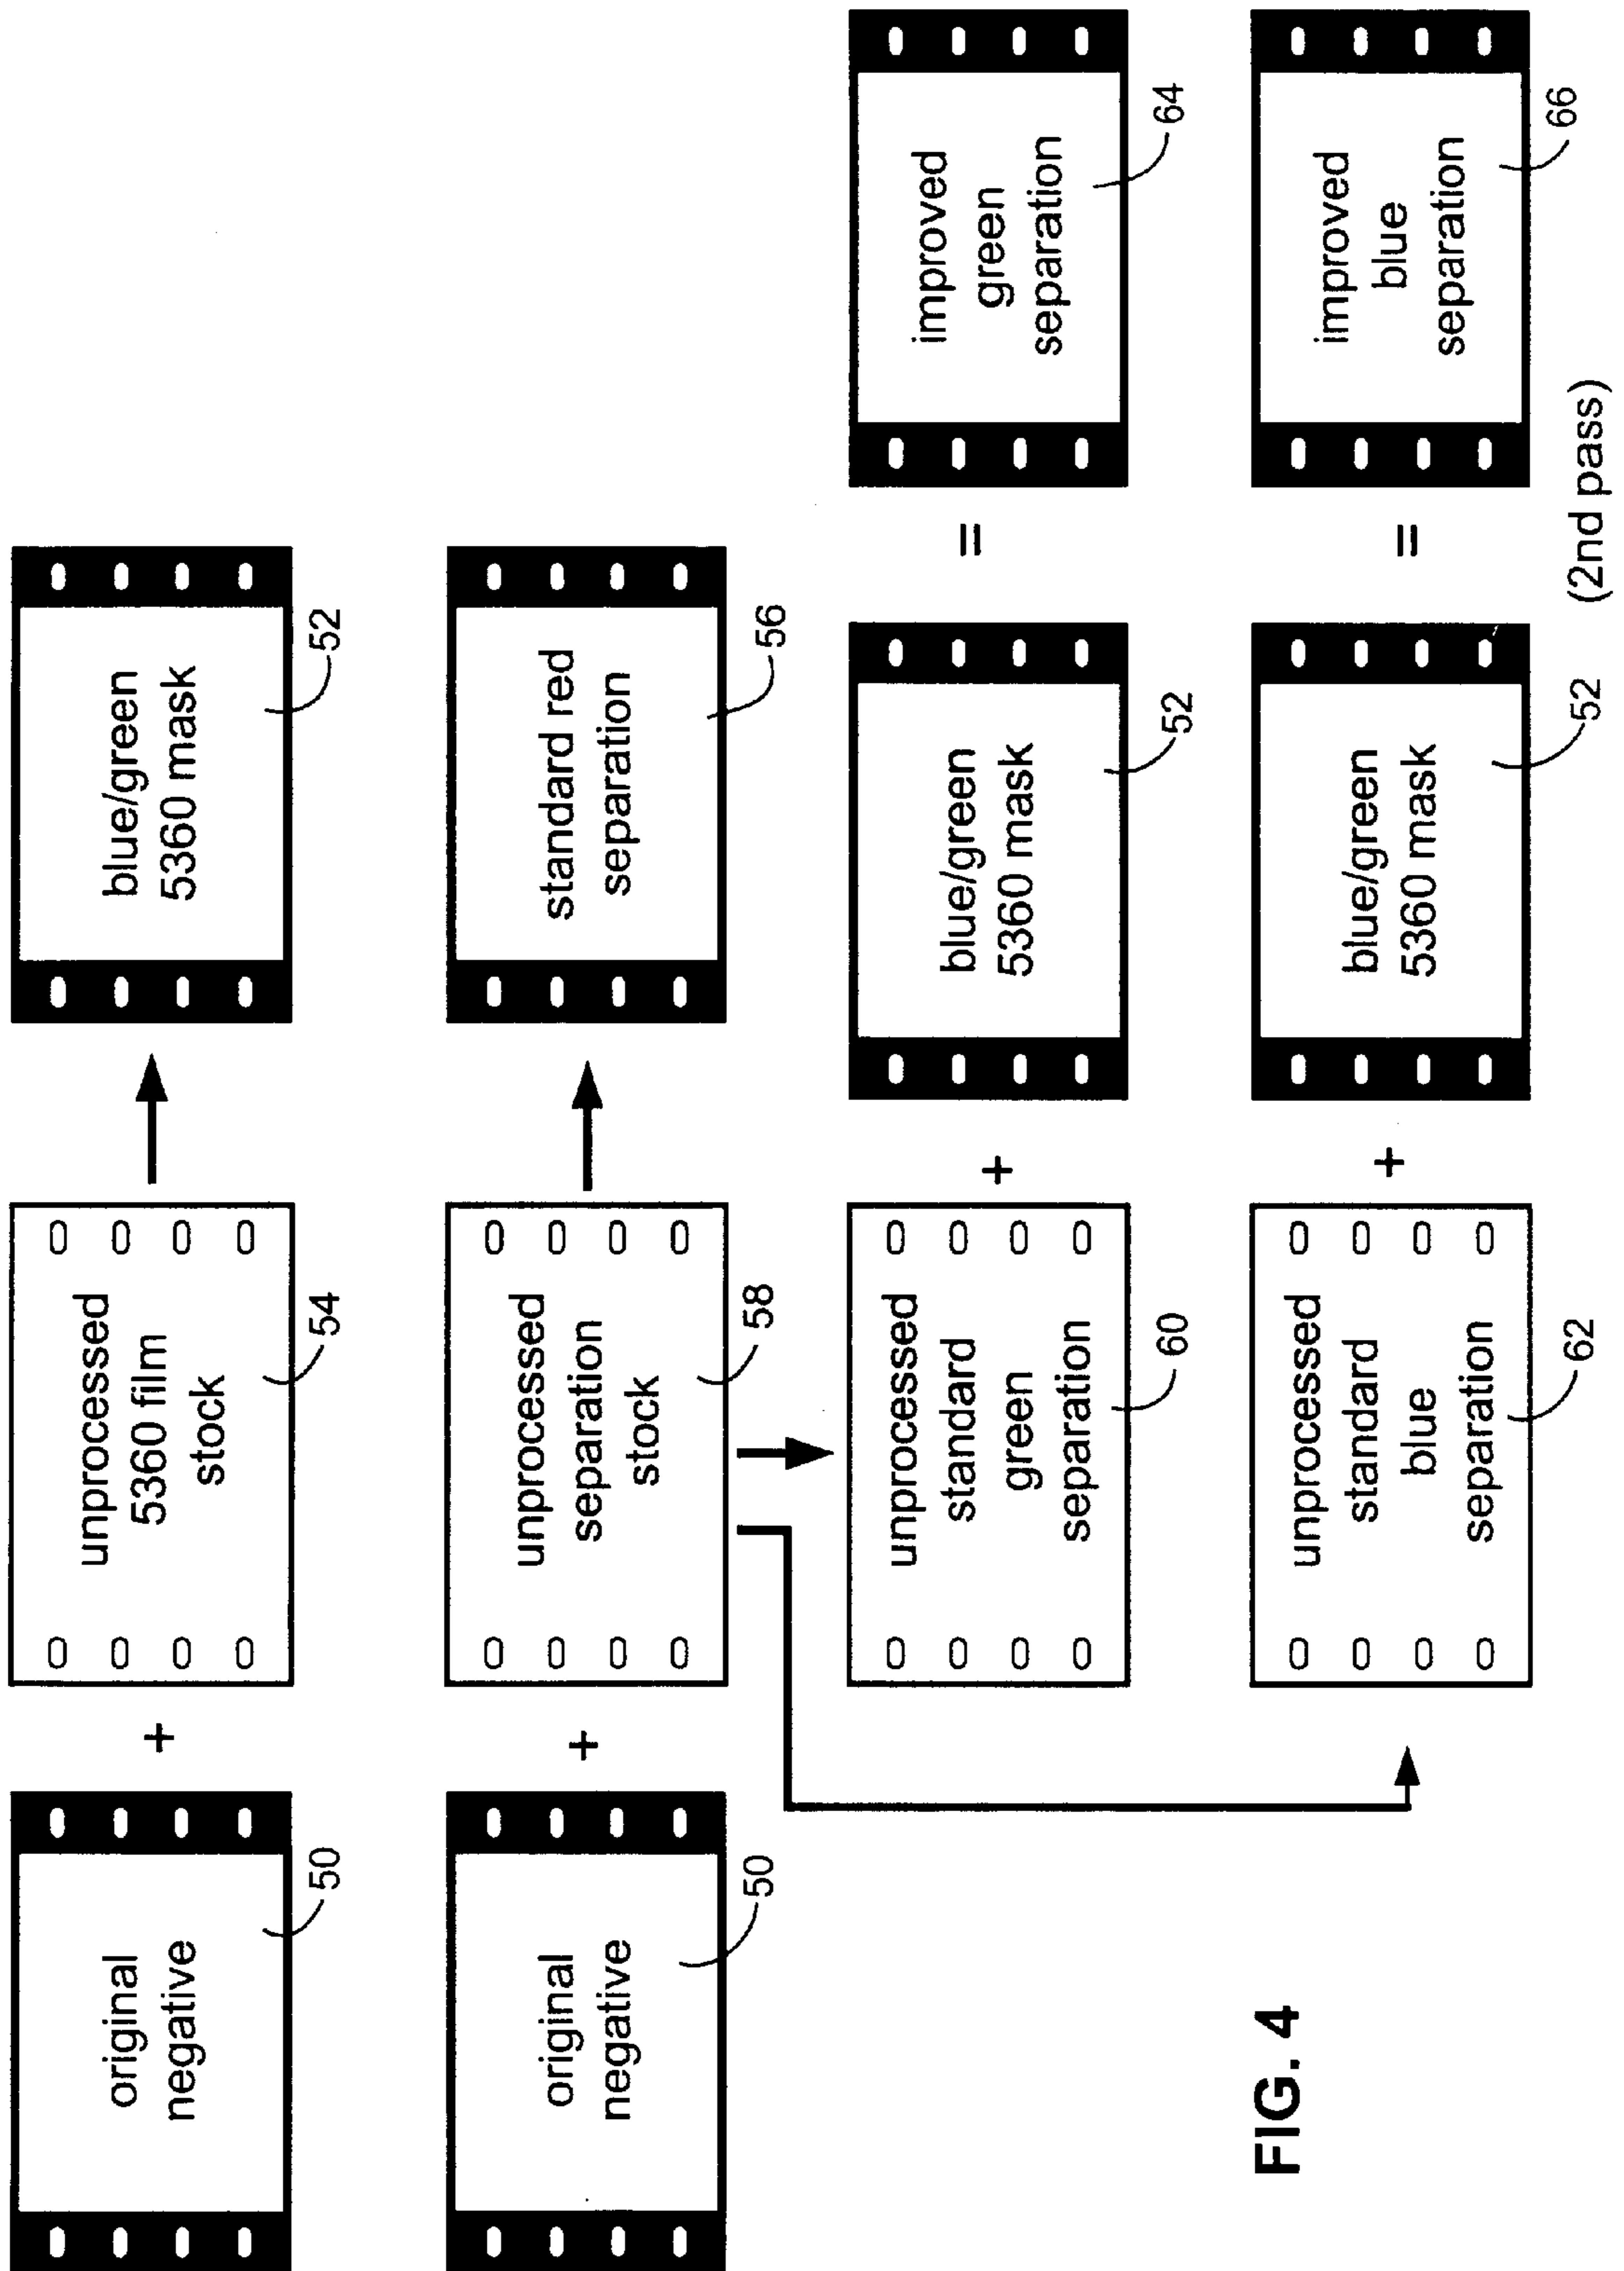 original
negative
50
+
unprocessed
5360 film
stock
54
blue/green
5360 mask
52
original
negative
50
+
unprocessed
separation
stock
58
standard red
separation
56
unprocessed
standard
green
separation
60
+
blue/green
5360 mask
52
=
improved
green
separation
64
unprocessed
standard
blue
separation
62
+
blue/green
5360 mask
52
=
improved
blue
separation
66
(2nd pass)
FIG. 4